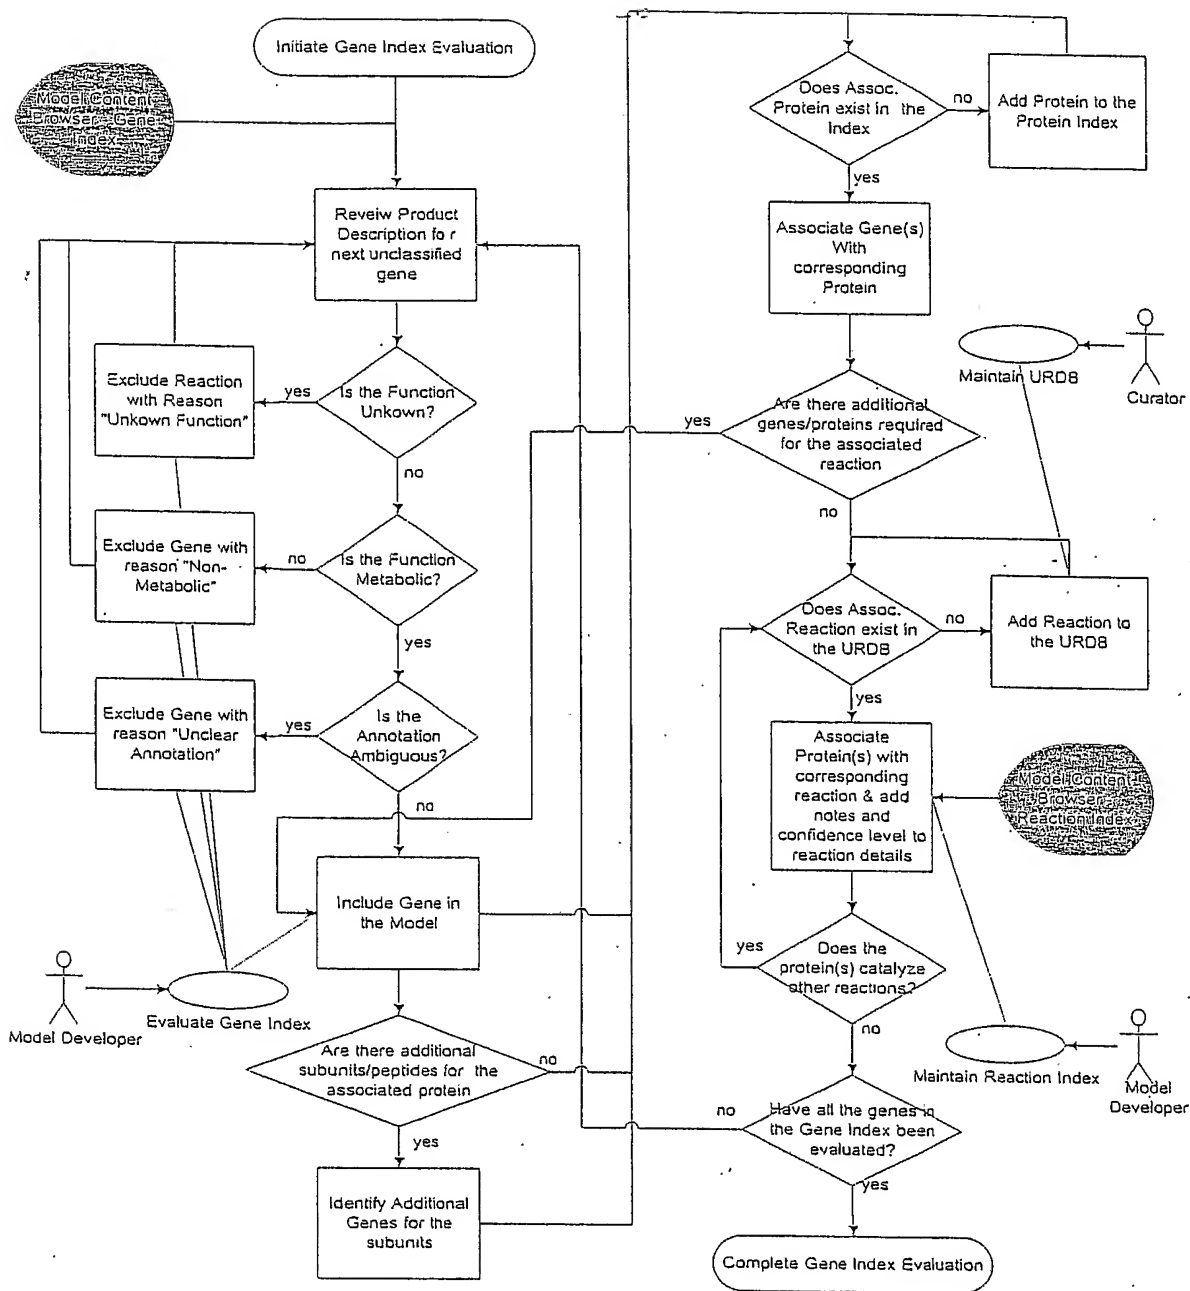 Initiate Gene Index Evaluation
Model Content
Browser - Gene
Index
Reveiw Product
Description for
next unclassified
gene
Exclude Reaction
with Reason
"Unkown Function"
yes
Is the Function
Unkown?
no
Exclude Gene with
reason "Non-
Metabolic"
no
Is the Function
Metabolic?
yes
Exclude Gene with
reason "Unclear
Annotation"
yes
Is the
Annotation
Ambiguous?
no
Include Gene in
the Model
Model Developer
Evaluate Gene Index
Are there additional
subunits/peptides for the
associated protein
no
yes
Identify Additional
Genes for the
subunits
Does Assoc.
Protein exist in the
Index
no
Add Protein to the
Protein Index
yes
Associate Gene(s)
With
corresponding
Protein
Maintain URDB
Curator
yes
Are there additional
genes/proteins required
for the associated
reaction
no
Does Assoc.
Reaction exist in
the URDB
no
Add Reaction to
the URDB
yes
Associate
Protein(s) with
corresponding
reaction & add
notes and
confidence level to
reaction details
Model Content
Browser -
Reaction Index
yes
Does the
protein(s) catalyze
other reactions?
no
Maintain Reaction Index
Model
Developer
no
Have all the genes in
the Gene Index been
evaluated?
yes
Complete Gene Index Evaluation